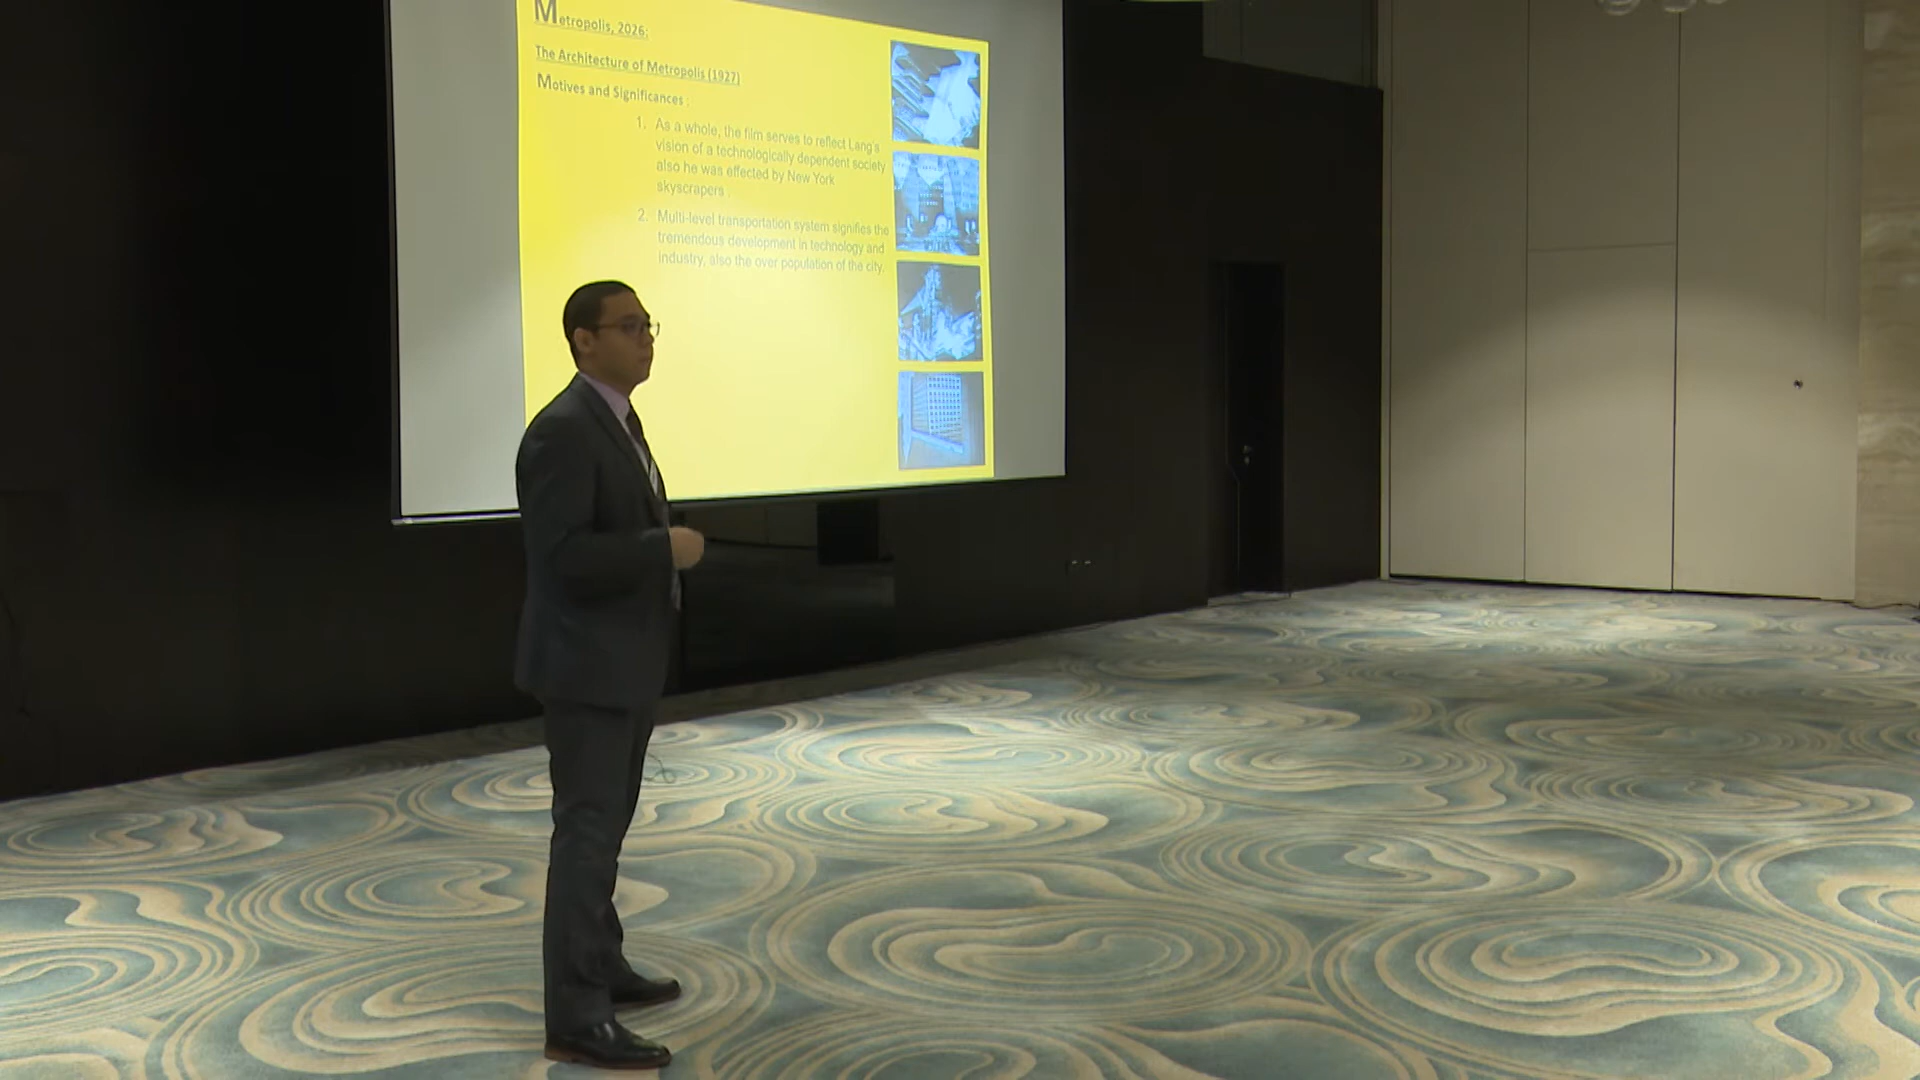 Metropolis, 2026:
The Architecture of Metropolis (1927)
Motives and Significances :
1. As a whole, the film serves to reflect Lang's
vision of a technologically dependent society
also he was effected by New York
skyscrapers .
2. Multi-level transportation system signifies the
tremendous development in technology and
industry, also the over population of the city.